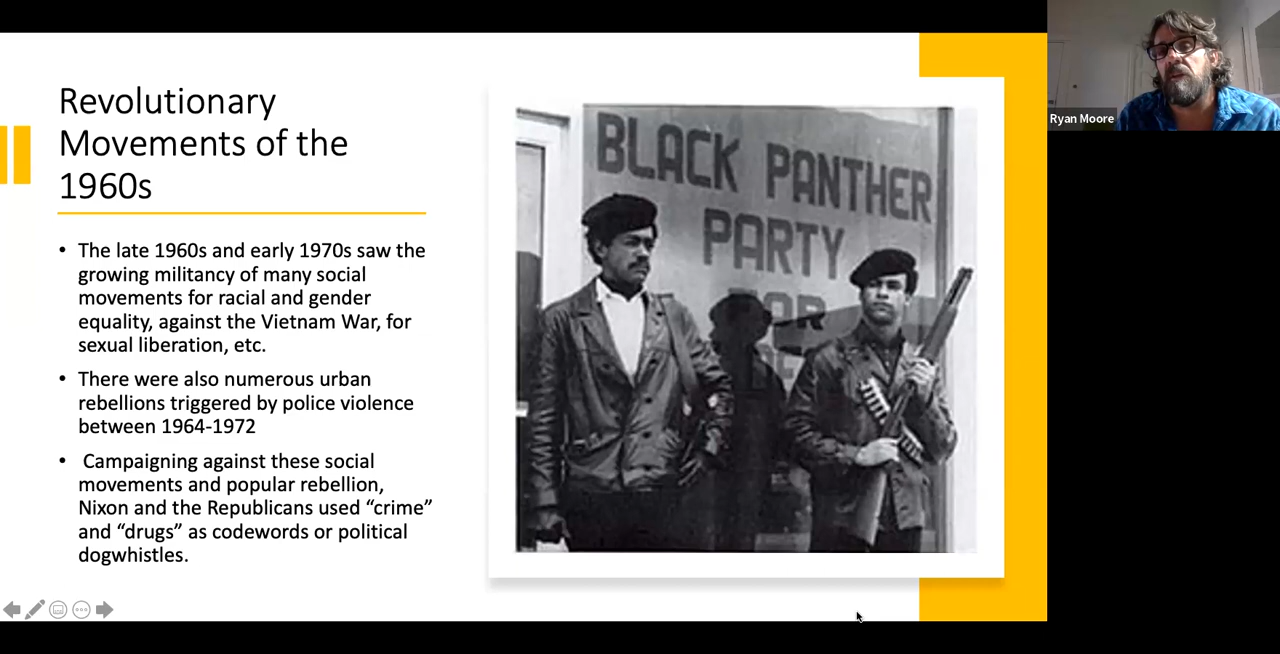 Revolutionary
Movements of the
1960s
• The late 1960s and early 1970s saw the
growing militancy of many social
movements for racial and gender
equality, against the Vietnam War, for
sexual liberation, etc.
• There were also numerous urban
rebellions triggered by police violence
between 1964-1972
• Campaigning against these social
movements and popular rebellion,
Nixon and the Republicans used “crime”
and “drugs” as codewords or political
dogwhistles.
BLACK PANTHER
PARTY
FOR
Ryan Moore